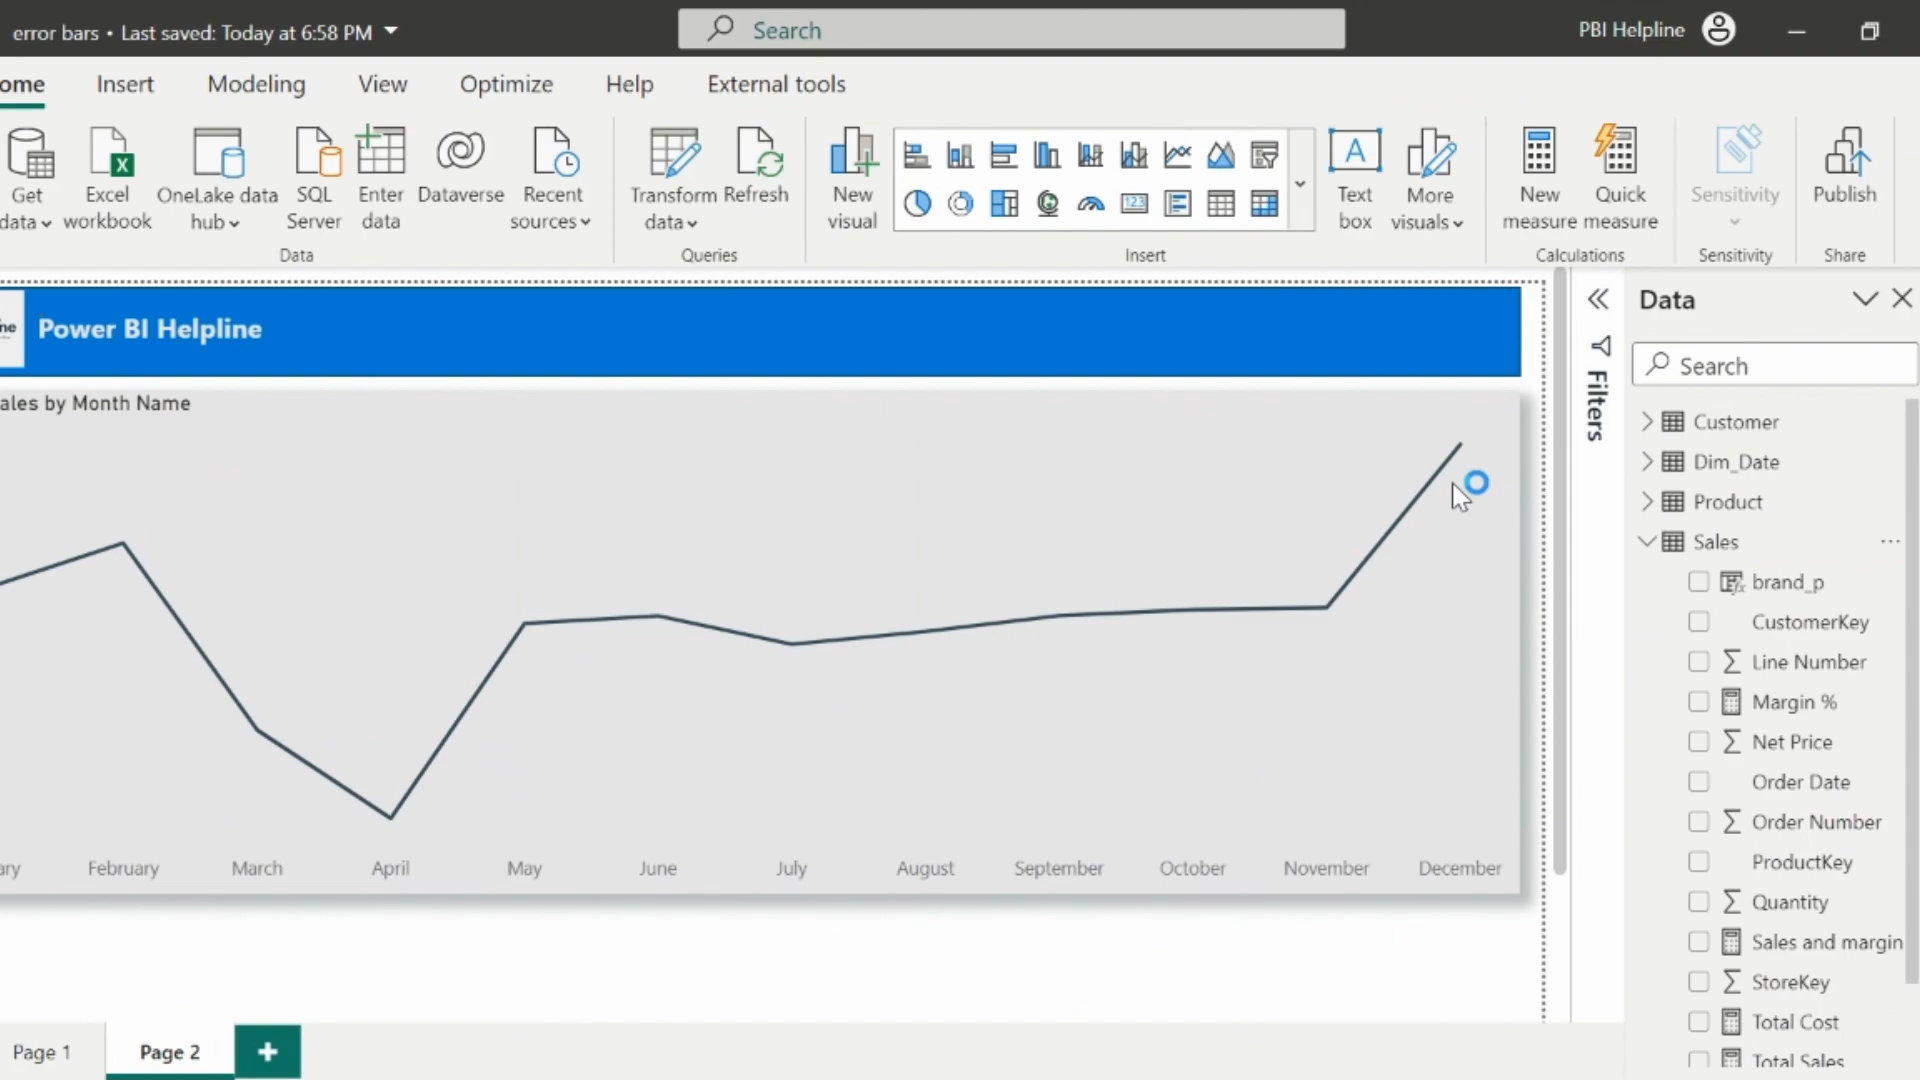 error bars • Last saved: Today at 6:58 PM
Search
PBI Helpline
ome
Insert
Modeling
View
Optimize
Help
External tools
Get data
Excel workbook
OneLake data hub
SQL Server
Enter data
Dataverse
Recent sources
Transform data
Refresh
New visual
A
123
Text box
More visuals
New measure
Quick measure
Sensitivity
Publish
Data
Queries
Insert
Calculations
Sensitivity
Share
ne
Power BI Helpline
ales by Month Name
ary
February
March
April
May
June
July
August
September
October
November
December
Filters
Data
Search
Customer
Dim_Date
Product
Sales
brand_p
CustomerKey
Line Number
Margin %
Net Price
Order Date
Order Number
ProductKey
Quantity
Sales and margin
StoreKey
Total Cost
Total Sales
Page 1
Page 2